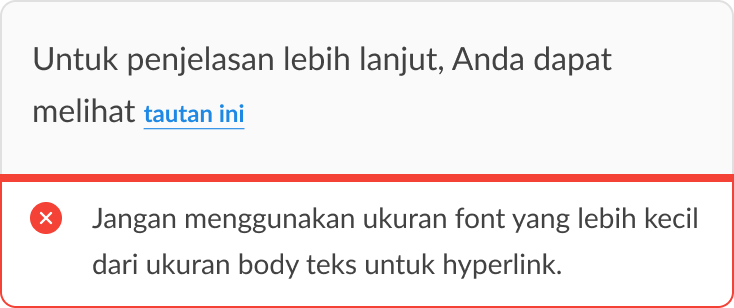 Untuk penjelasan lebih lanjut, Anda dapat
melihat tautan ini
Jangan menggunakan ukuran font yang lebih kecil
dari ukuran body teks untuk hyperlink.